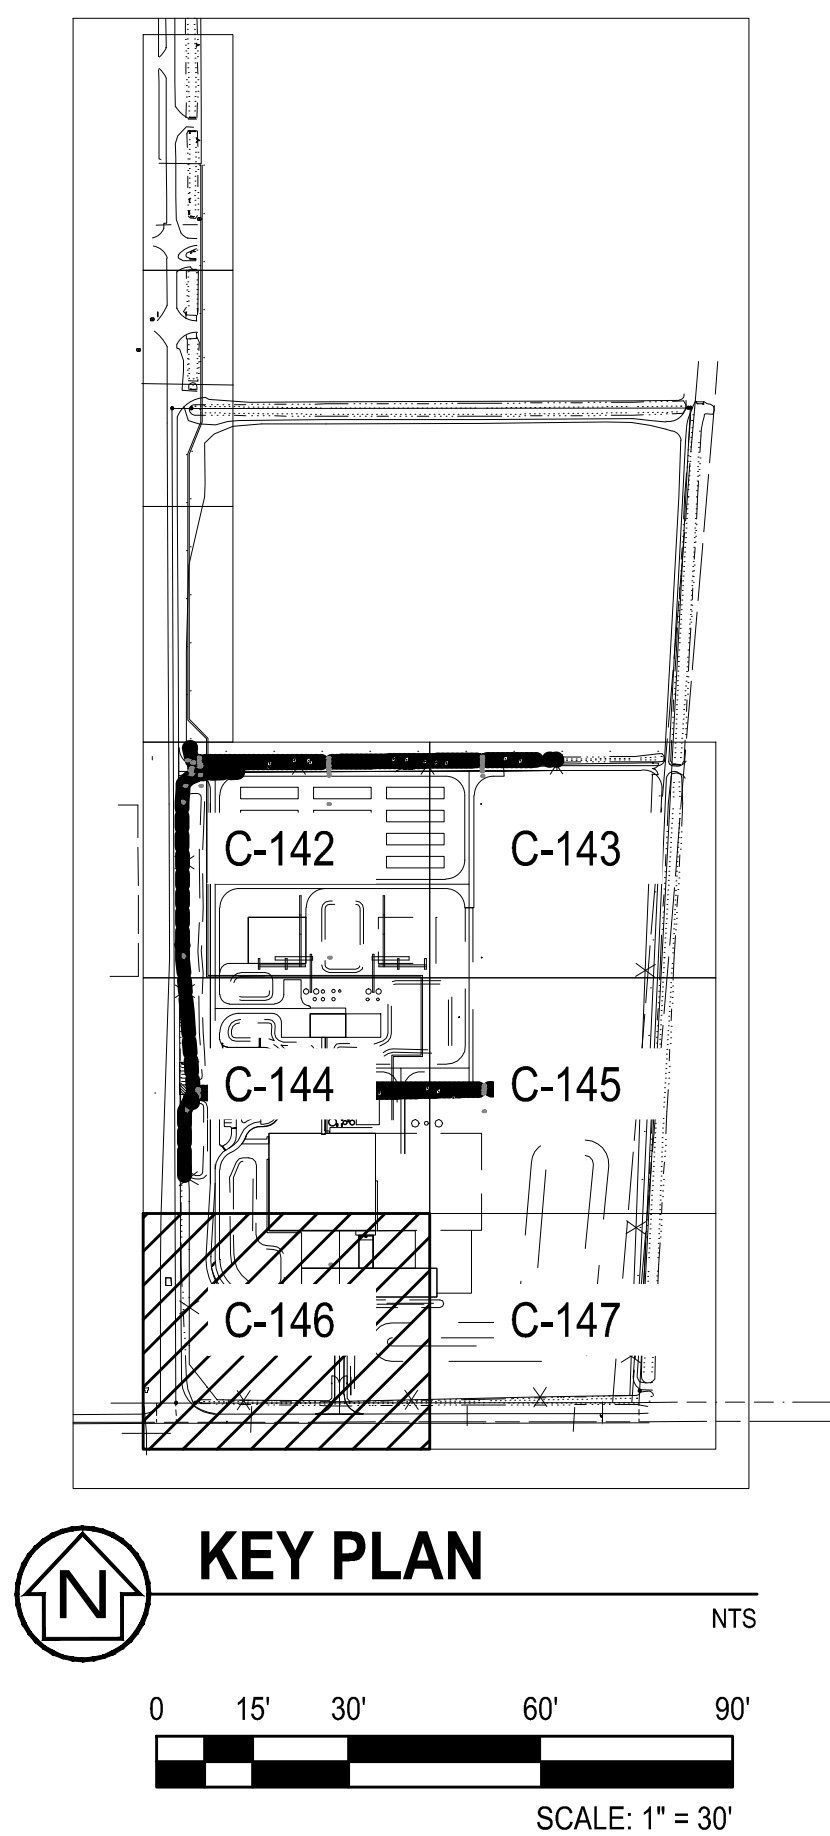 C-142 C-143
C-144 C-145
C-146 C-147
KEY PLAN
N
NTS
0 15' 30' 60' 90'
SCALE: 1" = 30'